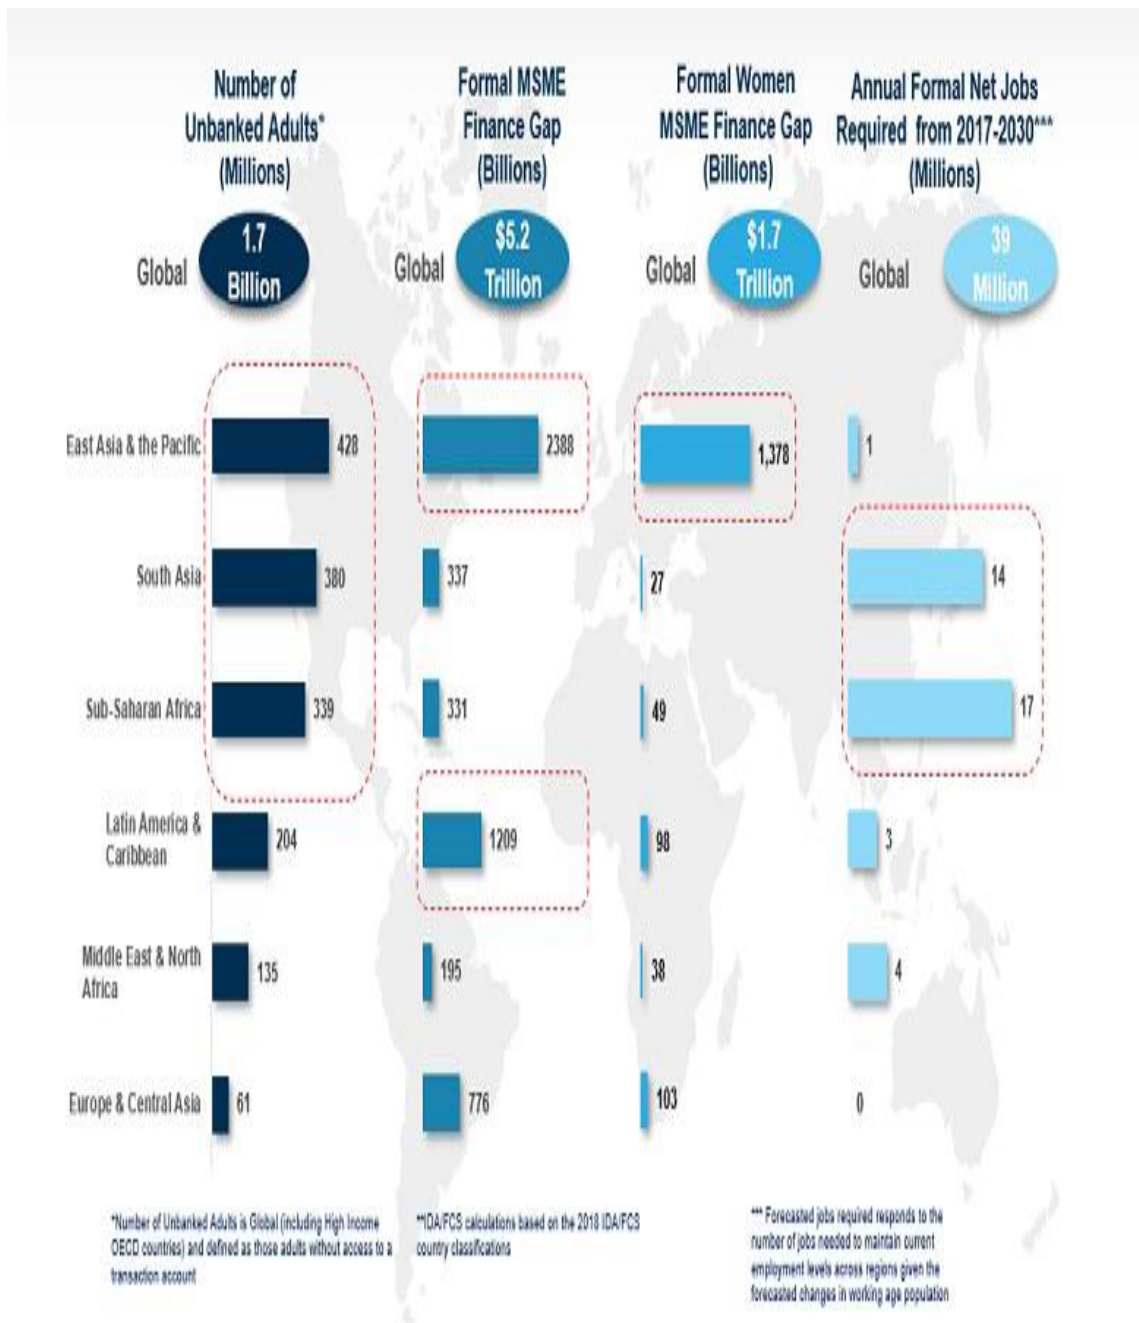 Number of
Unbanked Adults*
(Millions)
Formal MSME
Finance Gap
(Billions)
Formal Women
MSME Finance Gap
(Billions)
Annual Formal Net Jobs
Required from 2017-2030***
(Millions)
Global
1.7
Billion
Global
$5.2
Trillion
Global
$1.7
Trillion
Global
39
Million
East Asia & the Pacific
428
2388
1,378
1
South Asia
380
337
27
14
Sub-Saharan Africa
339
331
49
17
Latin America &
Caribbean
204
1209
98
3
Middle East & North
Africa
135
195
38
4
Europe & Central Asia
61
776
103
0
*Number of Unbanked Adults is Global (including High Income
OECD countries) and defined as those adults without access to a
transaction account
**IDA/FCS calculations based on the 2018 IDA/FCS
country classifications
*** Forecasted jobs required responds to the
number of jobs needed to maintain current
employment levels across regions given the
forecasted changes in working age population